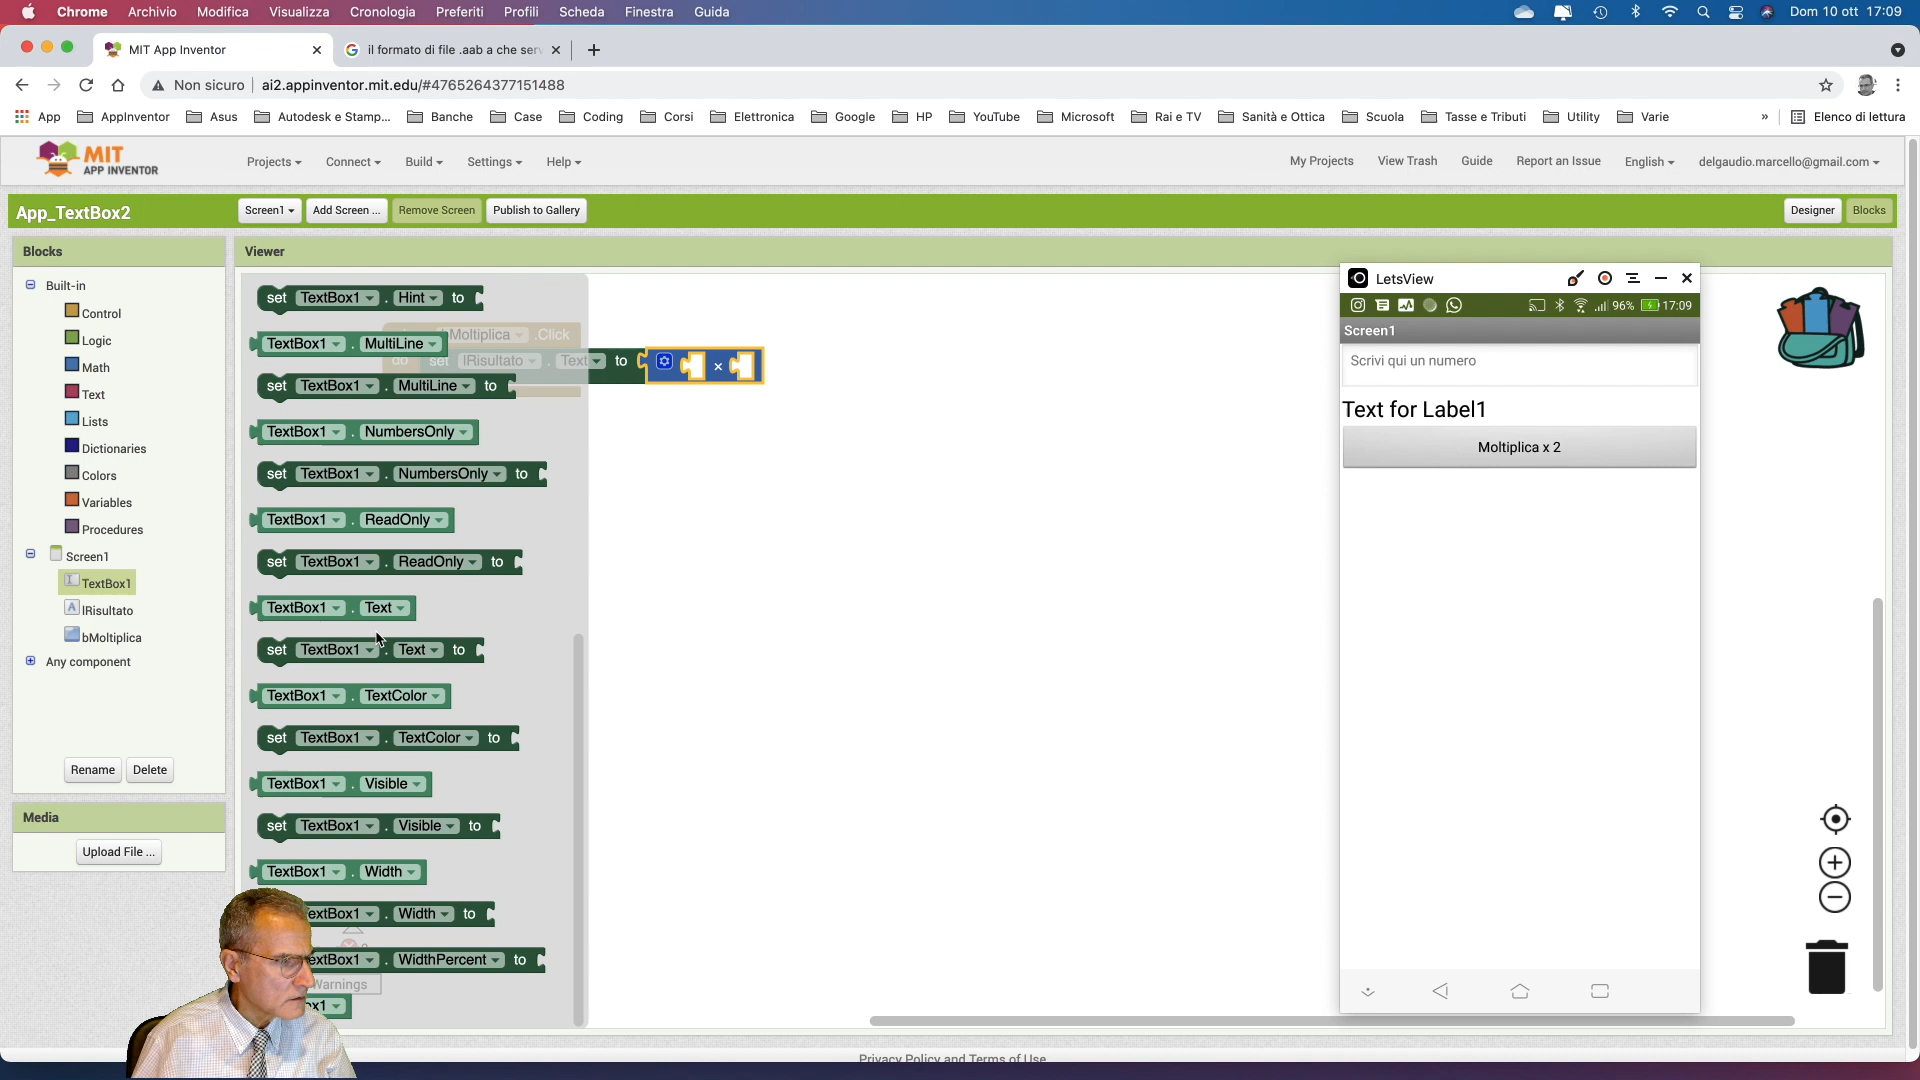 Chrome Archivio Modifica Visualizza Cronologia Preferiti Profili Scheda Finestra Guida Dom 10 ott 17:09
MIT App Inventor
il formato di file .aab a che serv
Non sicuro ai2.appinventor.mit.edu/#4765264377151488
App AppInventor Asus Autodesk e Stamp... Banche Case Coding Corsi Elettronica Google HP YouTube Microsoft Rai e TV Sanità e Ottica Scuola Tasse e Tributi Utility Varie » Elenco di lettura
MIT
APP INVENTOR
Projects Connect Build Settings Help My Projects View Trash Guide Report an Issue English delgaudio.marcello@gmail.com
App_TextBox2
Screen1 Add Screen ... Remove Screen Publish to Gallery Designer Blocks
Blocks
Viewer
Built-in
Control
Logic
Math
Text
Lists
Dictionaries
Colors
Variables
Procedures
Screen1
TextBox1
lRisultato
bMoltiplica
Any component
Rename Delete
Media
Upload File ...
set TextBox1 . Hint to
bMoltiplica .Click
TextBox1 . MultiLine
do set lRisultato . Text to ×
set TextBox1 . MultiLine to
TextBox1 . NumbersOnly
set TextBox1 . NumbersOnly to
TextBox1 . ReadOnly
set TextBox1 . ReadOnly to
TextBox1 . Text
set TextBox1 . Text to
TextBox1 . TextColor
set TextBox1 . TextColor to
TextBox1 . Visible
set TextBox1 . Visible to
TextBox1 . Width
extBox1 . Width to
extBox1 . WidthPercent to
Warnings
ox1
LetsView
96% 17:09
Screen1
Scrivi qui un numero
Text for Label1
Moltiplica x 2
Privacy Policy and Terms of Use